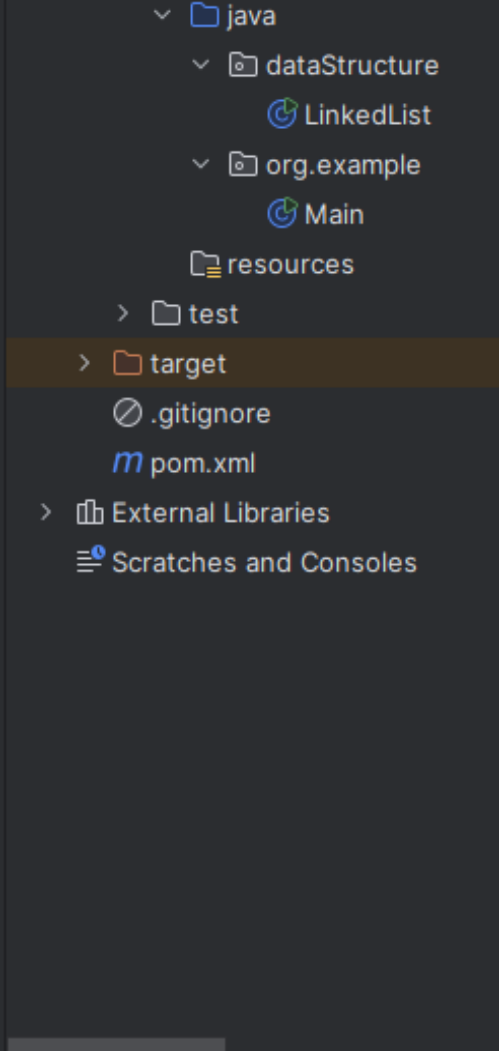 java
dataStructure
LinkedList
org.example
Main
resources
test
target
.gitignore
m pom.xml
External Libraries
Scratches and Consoles